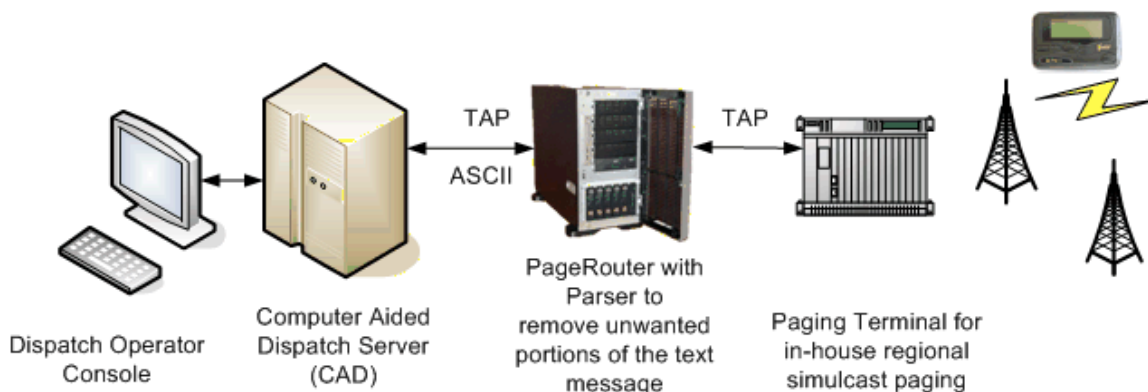 TAP
ASCII
TAP
Dispatch Operator
Console
Computer Aided
Dispatch Server
(CAD)
PageRouter with
Parser to
remove unwanted
portions of the text
message
Paging Terminal for
in-house regional
simulcast paging